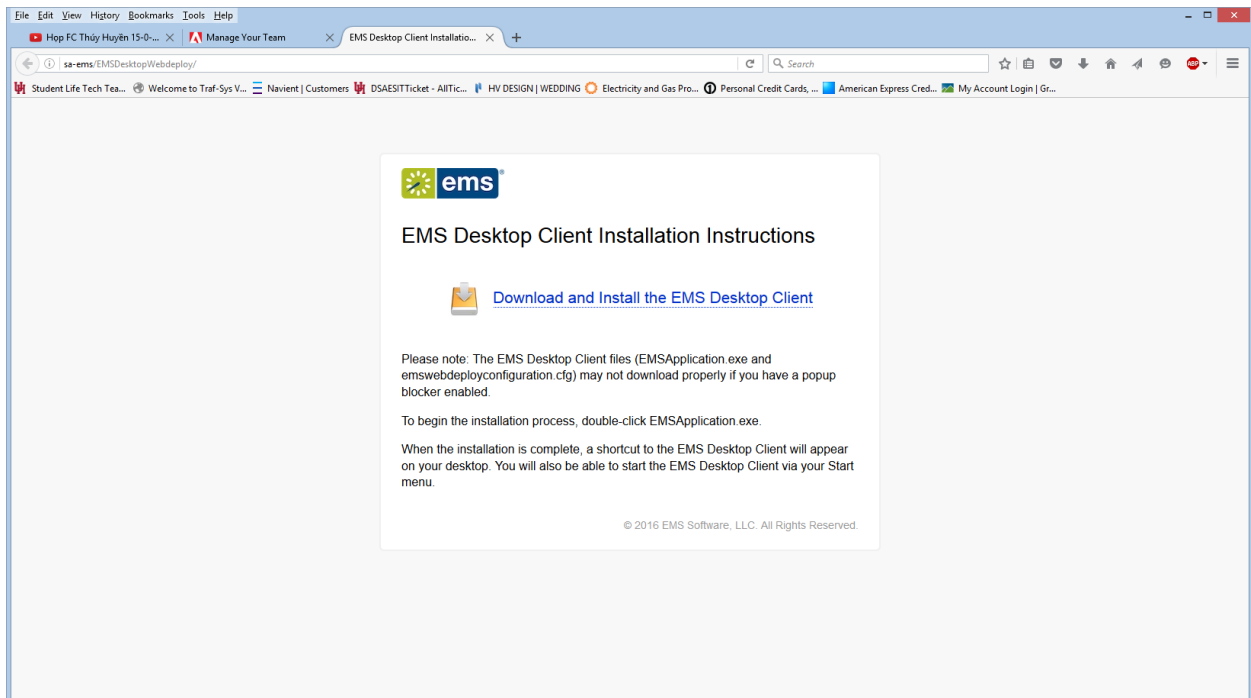 File Edit View History Bookmarks Tools Help
Họp FC Thúy Huyền 15-0-... Manage Your Team EMS Desktop Client Installatio...
sa-ems/EMSDesktopWebdeploy/ Search ABP
Student Life Tech Tea... Welcome to Traf-Sys V... Navient | Customers DSAESITTicket - AllTic... HV DESIGN | WEDDING Electricity and Gas Pro... Personal Credit Cards, ... American Express Cred... My Account Login | Gr...
ems®
EMS Desktop Client Installation Instructions
Download and Install the EMS Desktop Client
Please note: The EMS Desktop Client files (EMSApplication.exe and
emswebdeployconfiguration.cfg) may not download properly if you have a popup
blocker enabled.
To begin the installation process, double-click EMSApplication.exe.
When the installation is complete, a shortcut to the EMS Desktop Client will appear
on your desktop. You will also be able to start the EMS Desktop Client via your Start
menu.
© 2016 EMS Software, LLC. All Rights Reserved.